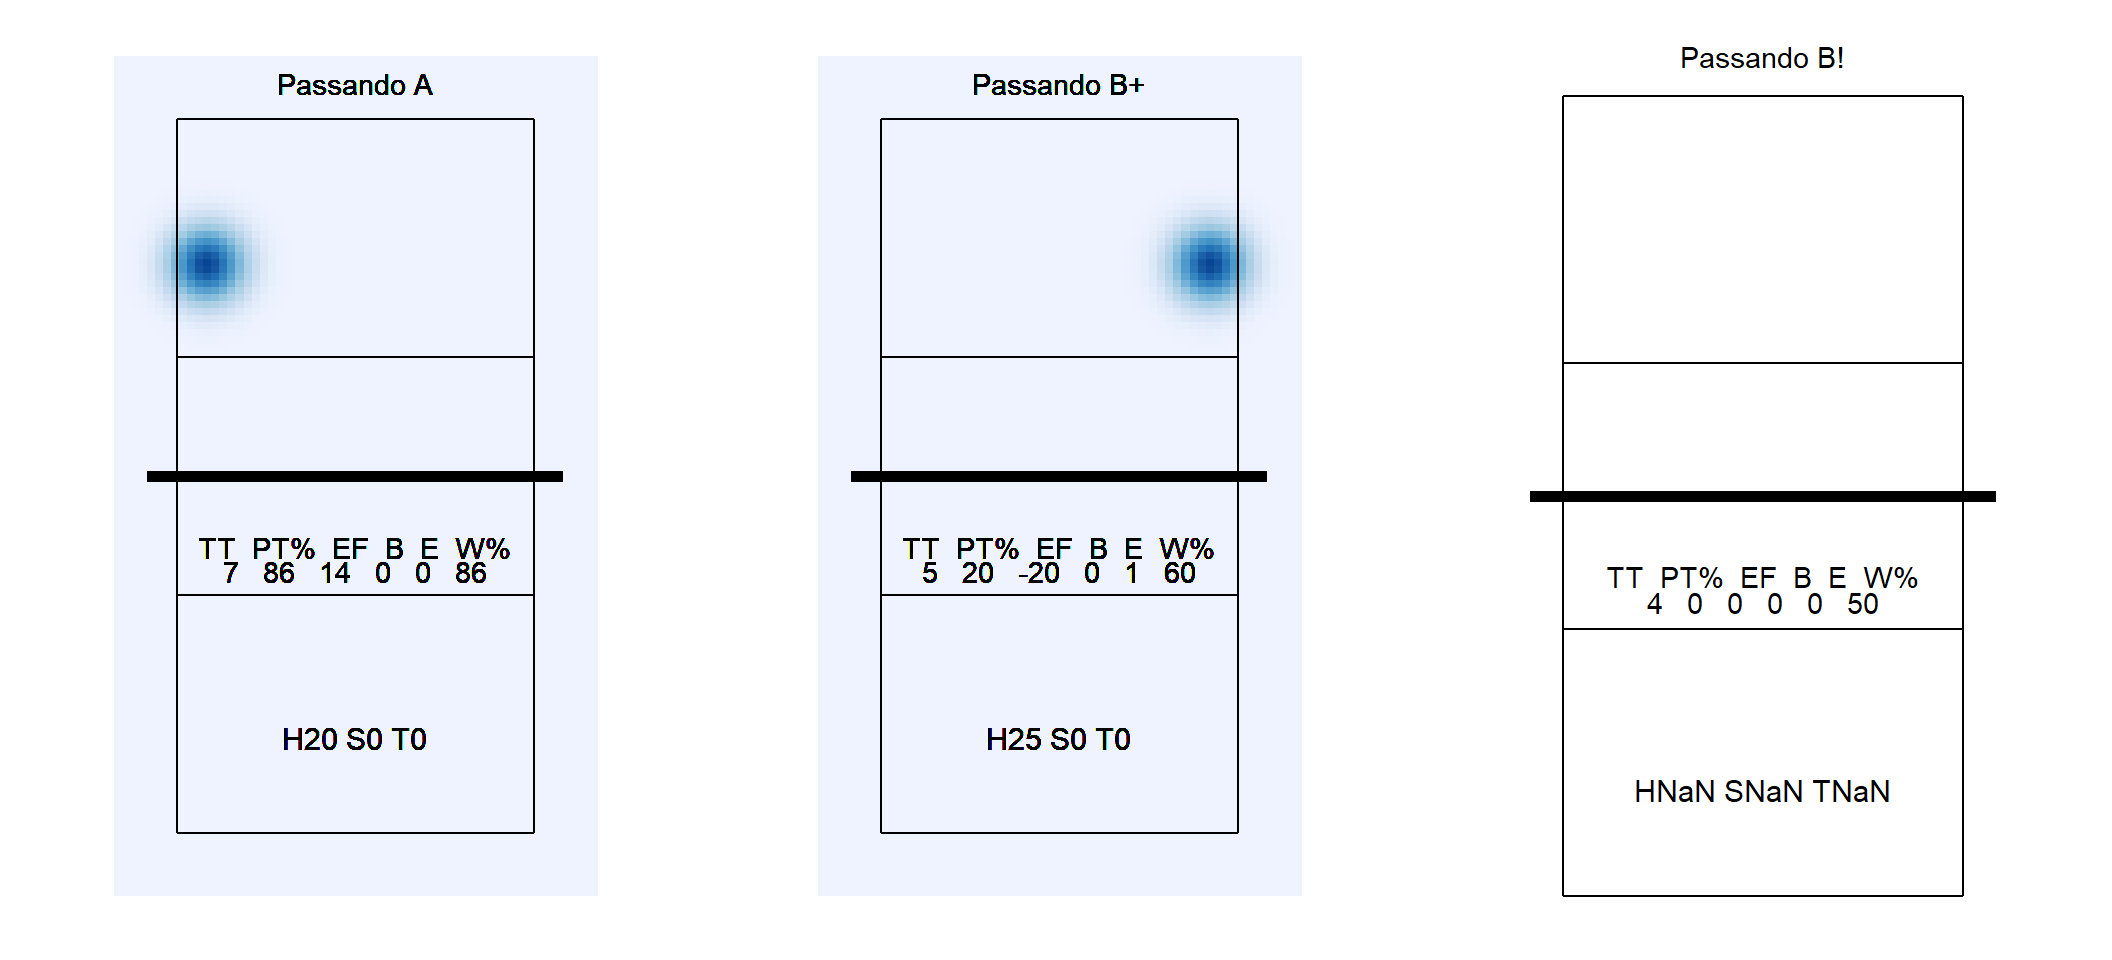 Passando A
TT PT% EF B E W%
7 86 14 0 0 86
H20 S0 T0
Passando B+
TT PT% EF B E W%
5 20 -20 0 1 60
H25 S0 T0
Passando B!
TT PT% EF B E W%
4 0 0 0 0 50
HNaN SNaN TNaN